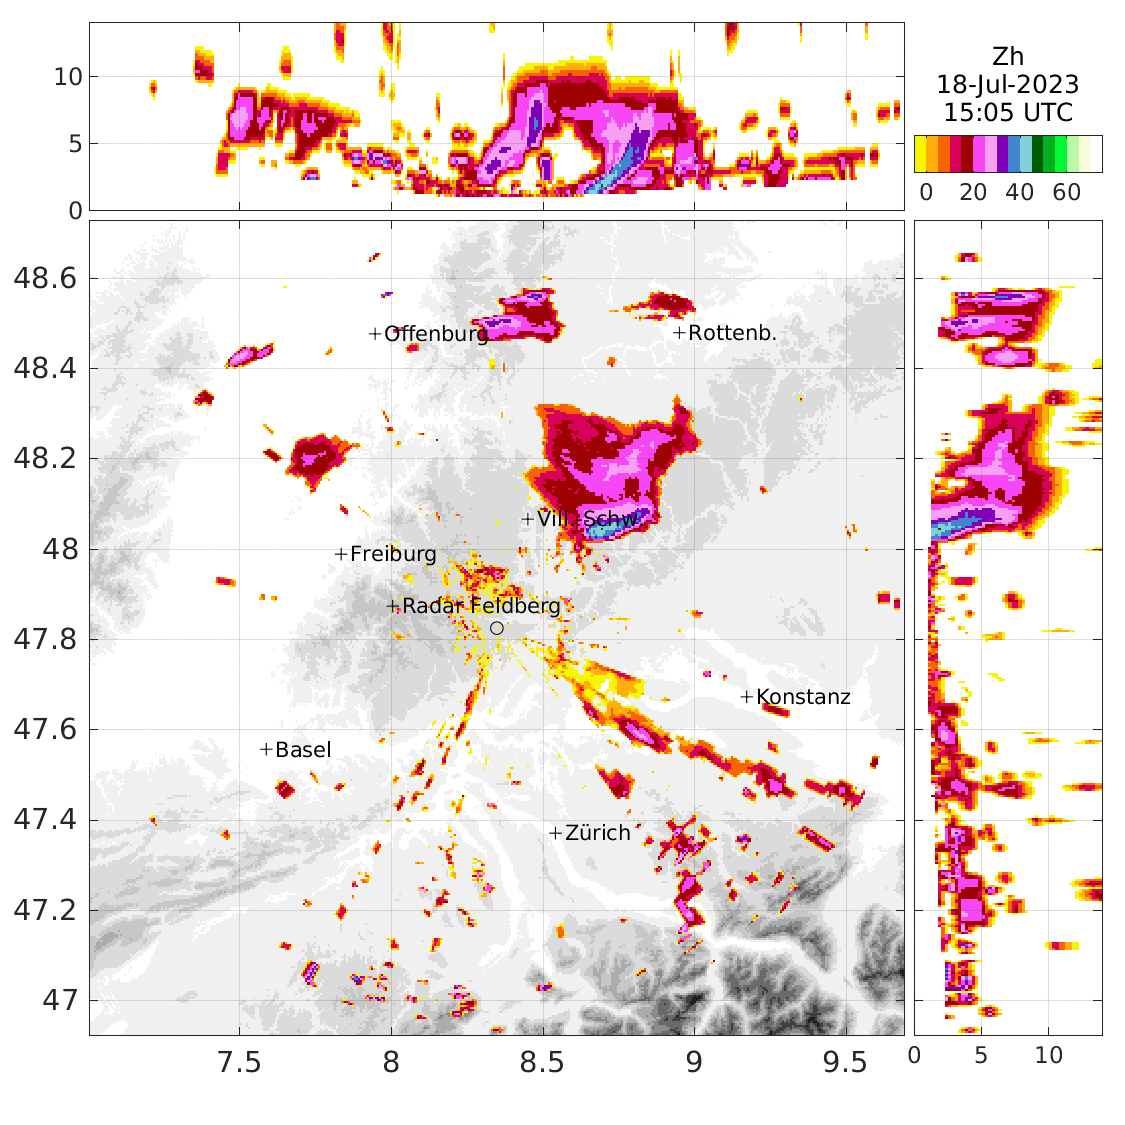 Zh
18-Jul-2023
15:05 UTC
0 20 40 60
10
5
0
48.6
48.4
48.2
48
47.8
47.6
47.4
47.2
47
+Offenburg
+Rottenb.
+Vill.-Schw.
+Freiburg
+Radar Feldberg
+Konstanz
+Basel
+Zürich
7.5 8 8.5 9 9.5
0 5 10